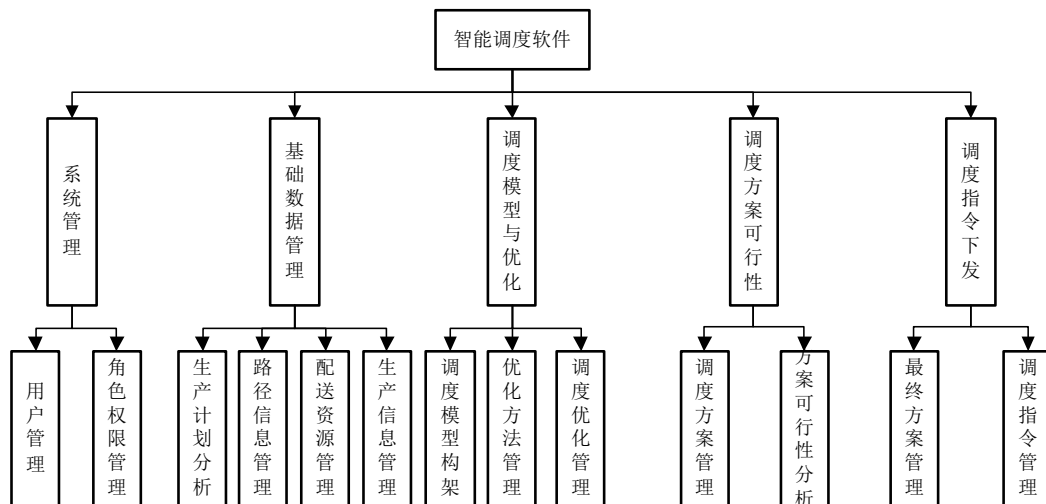 智能调度软件
系统管理
基础数据管理
调度模型与优化
调度方案可行性
调度指令下发
用户管理
角色权限管理
生产计划分析
路径信息管理
配送资源管理
生产信息管理
调度模型构架
优化方法管理
调度优化管理
调度方案管理
方案可行性分析
最终方案管理
调度指令管理